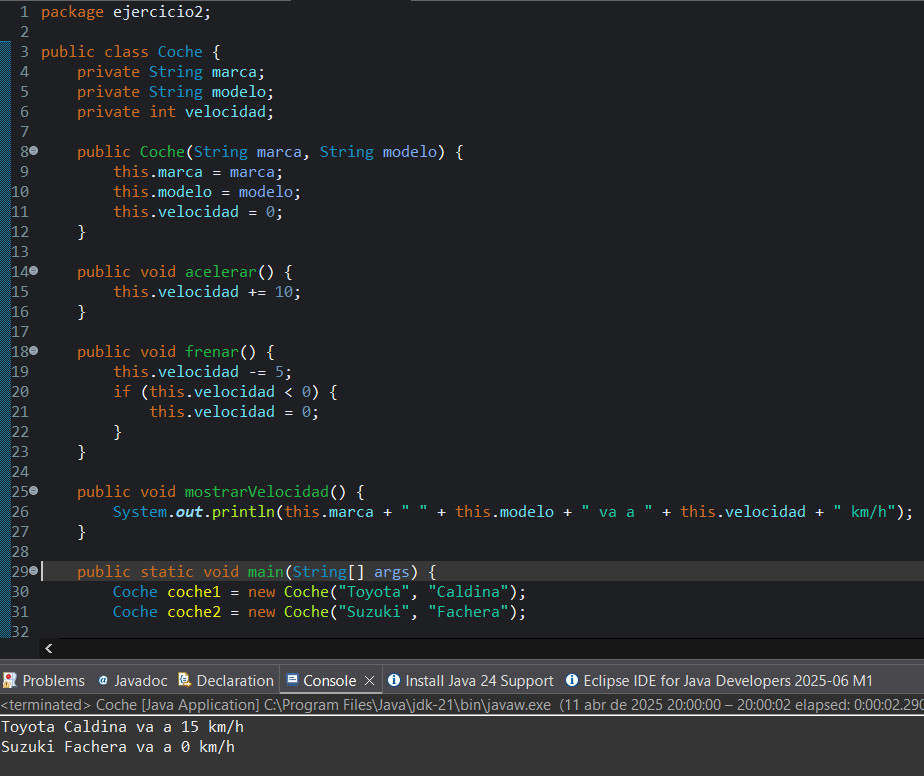 1 package ejercicio2;
2
3 public class Coche {
4     private String marca;
5     private String modelo;
6     private int velocidad;
7
8     public Coche(String marca, String modelo) {
9         this.marca = marca;
10         this.modelo = modelo;
11         this.velocidad = 0;
12     }
13
14     public void acelerar() {
15         this.velocidad += 10;
16     }
17
18     public void frenar() {
19         this.velocidad -= 5;
20         if (this.velocidad < 0) {
21             this.velocidad = 0;
22         }
23     }
24
25     public void mostrarVelocidad() {
26         System.out.println(this.marca + " " + this.modelo + " va a " + this.velocidad + " km/h");
27     }
28
29     public static void main(String[] args) {
30         Coche coche1 = new Coche("Toyota", "Caldina");
31         Coche coche2 = new Coche("Suzuki", "Fachera");
32
Problems @ Javadoc Declaration Console Install Java 24 Support Eclipse IDE for Java Developers 2025-06 M1
<terminated> Coche [Java Application] C:\Program Files\Java\jdk-21\bin\javaw.exe (11 abr de 2025 20:00:00 – 20:00:02 elapsed: 0:00:02.290
Toyota Caldina va a 15 km/h
Suzuki Fachera va a 0 km/h